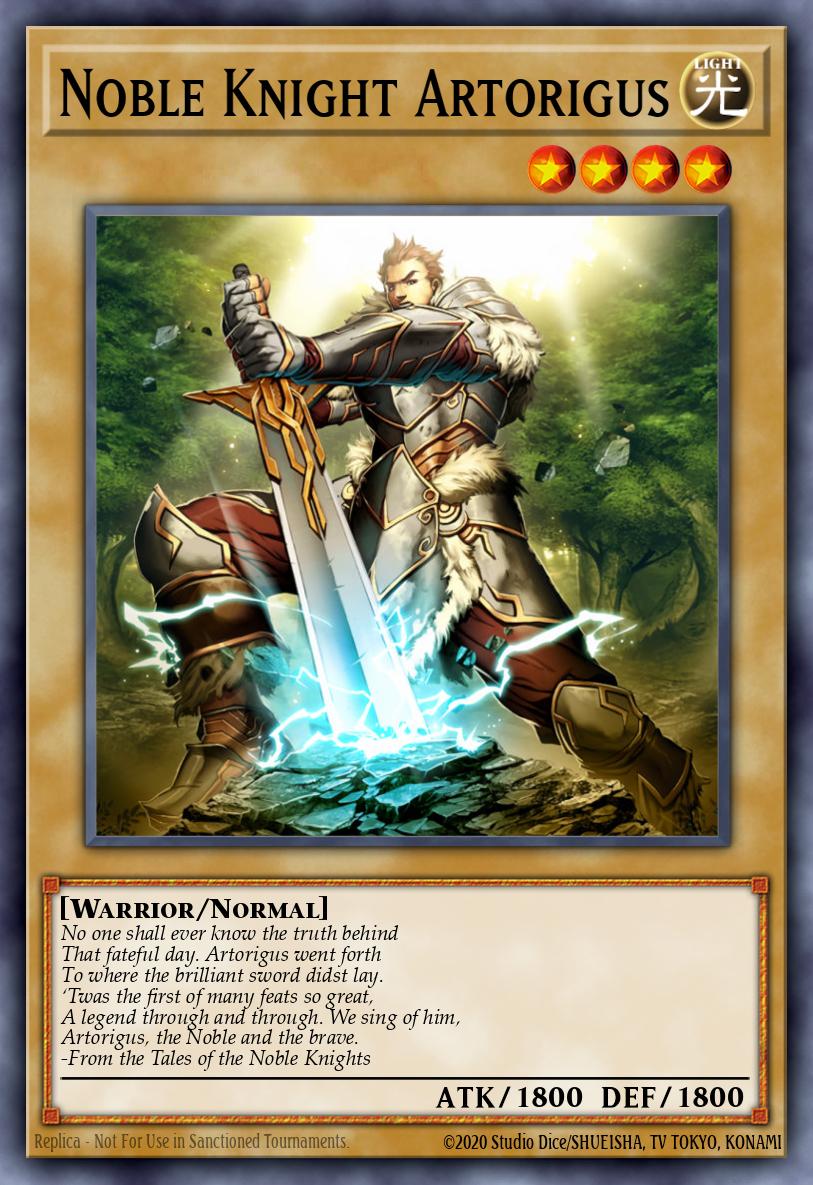 Noble Knight Artorigus
LIGHT
光
[Warrior/Normal]
No one shall ever know the truth behind
That fateful day. Artorigus went forth
To where the brilliant sword didst lay.
‘Twas the first of many feats so great,
A legend through and through. We sing of him,
Artorigus, the Noble and the brave.
-From the Tales of the Noble Knights
ATK/1800 DEF/1800
Replica - Not For Use in Sanctioned Tournaments.
©2020 Studio Dice/SHUEISHA, TV TOKYO, KONAMI